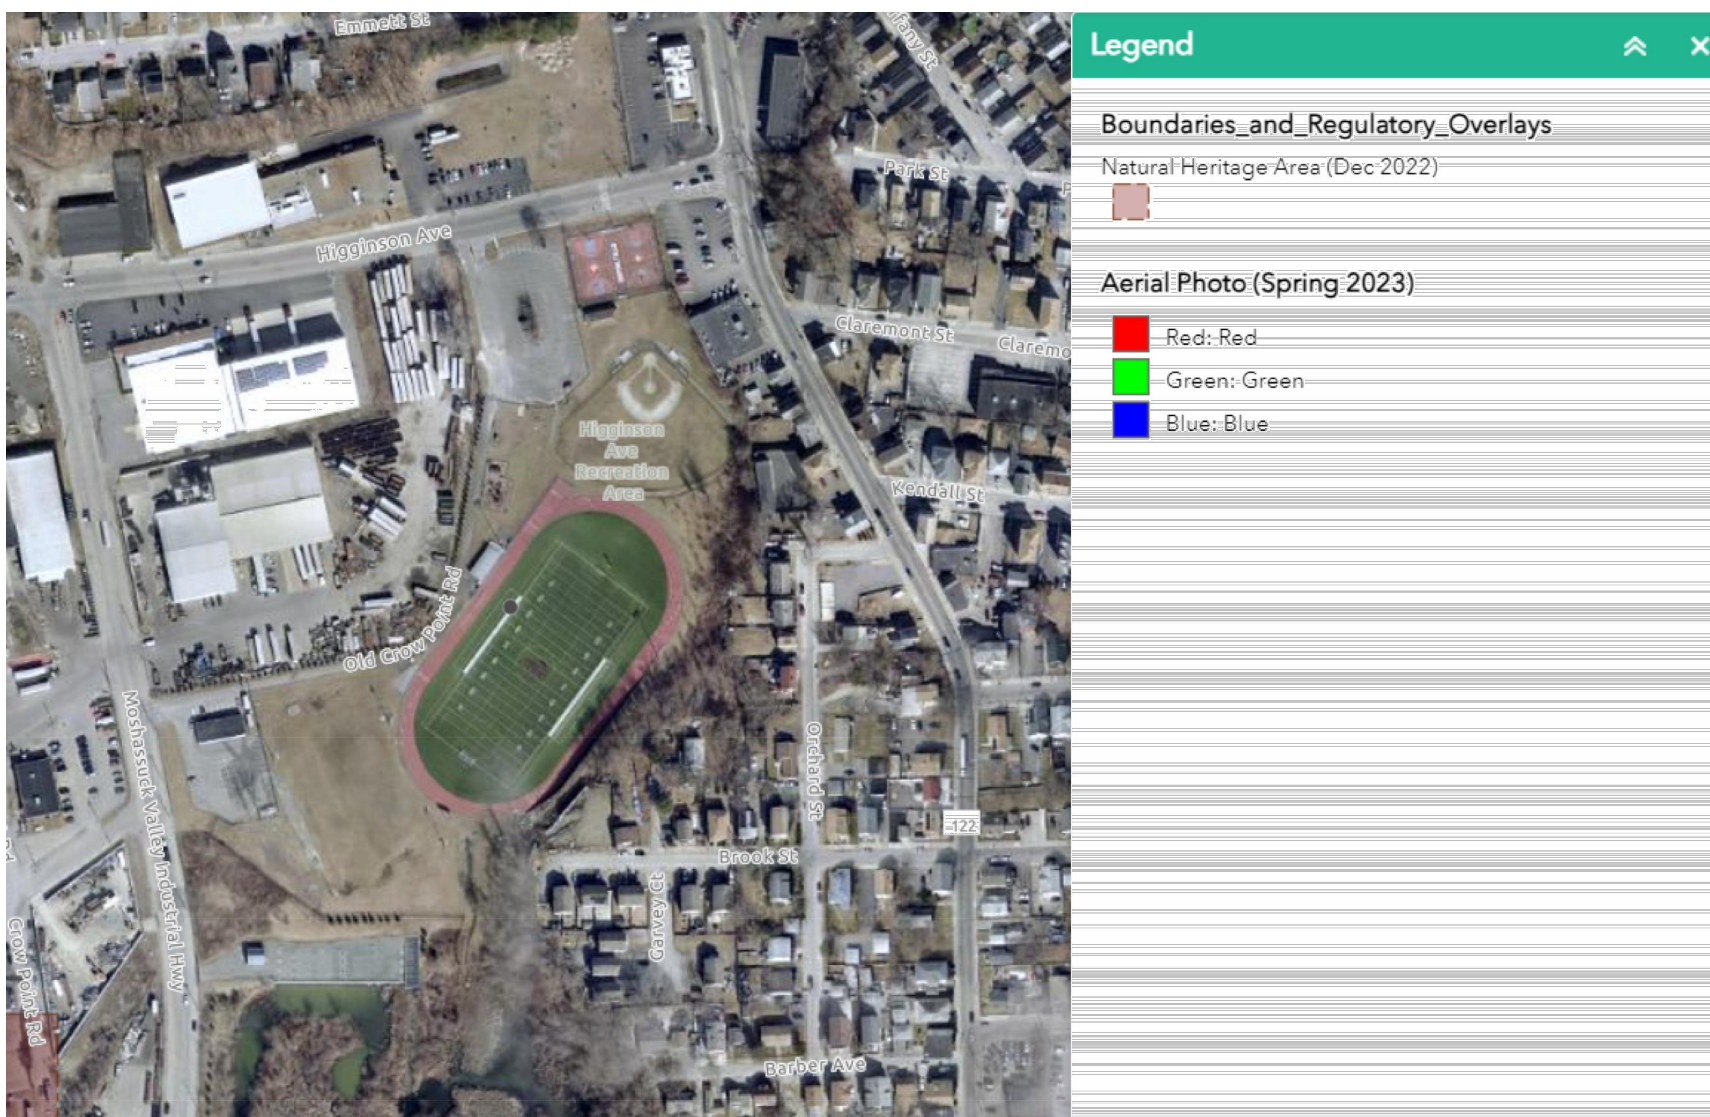 Emmett St
Tiffany St
Park St
Higginson Ave
Claremont St
Claremo
Higginson
Ave
Recreation
Area
Kendall St
Old Crow Point Rd
Moshassuck Valley Industrial Hwy
Orchard St
122
Brook St
Garvey Ct
Crow Point Rd
Barber Ave
Legend
Boundaries_and_Regulatory_Overlays
Natural Heritage Area (Dec 2022)
Aerial Photo (Spring 2023)
Red: Red
Green: Green
Blue: Blue